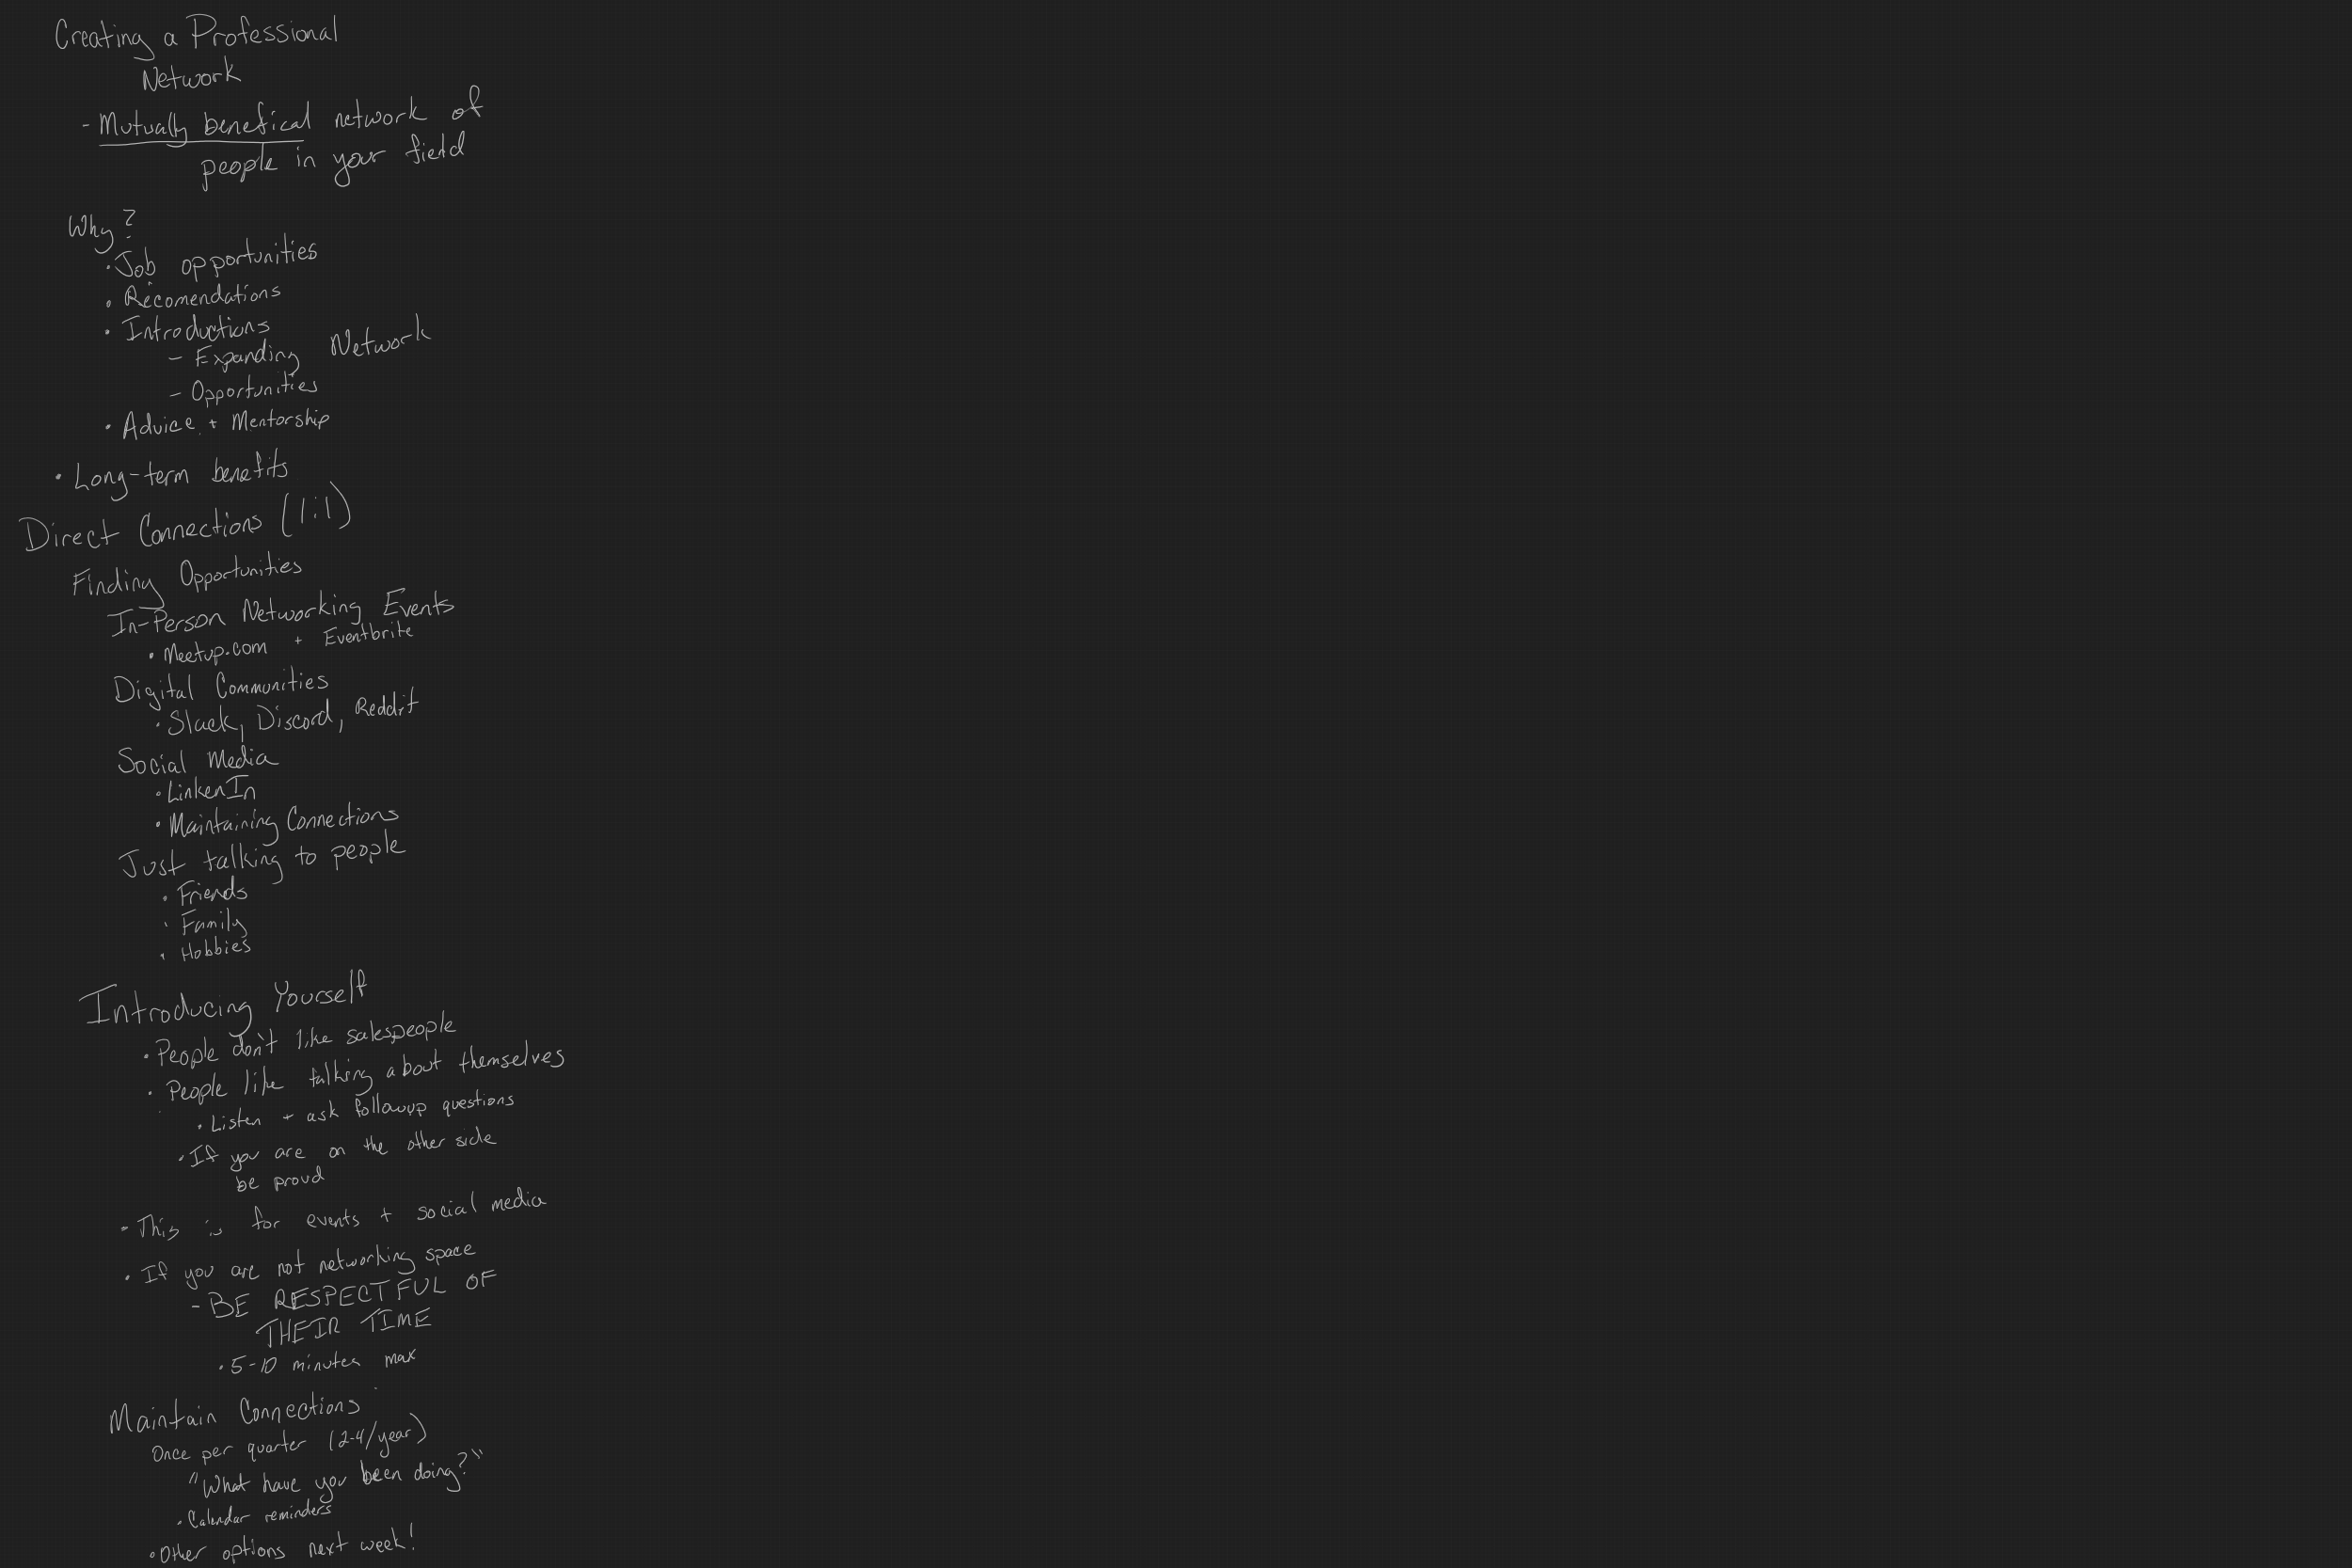 Creating a Professional
Network
- Mutually benefical network of
people in your field
Why?
• Job opportunities
• Recomendations
• Introductions
- Expanding Network
- Opportunities
• Advice + Mentorship
• Long-term benefits
Direct Connections (1:1)
Finding Opportunities
In-Person Networking Events
• Meetup.com + Eventbrite
Digital Communities
• Slack, Discord, Reddit
Social Media
• LinkenIn
• Maintaining Connections
Just talking to people
• Friends
• Family
• Hobbies
Introducing Yourself
• People don't like salespeople
• People like talking about themselves
• Listen + ask followup questions
• If you are on the other side
be proud
• This is for events + social media
• If you are not networking space
- BE RESPECTFUL OF
THEIR TIME
• 5-10 minutes max
Maintain Connections
Once per quarter (2-4/year)
"What have you been doing?"
• Calendar reminders
• Other options next week!